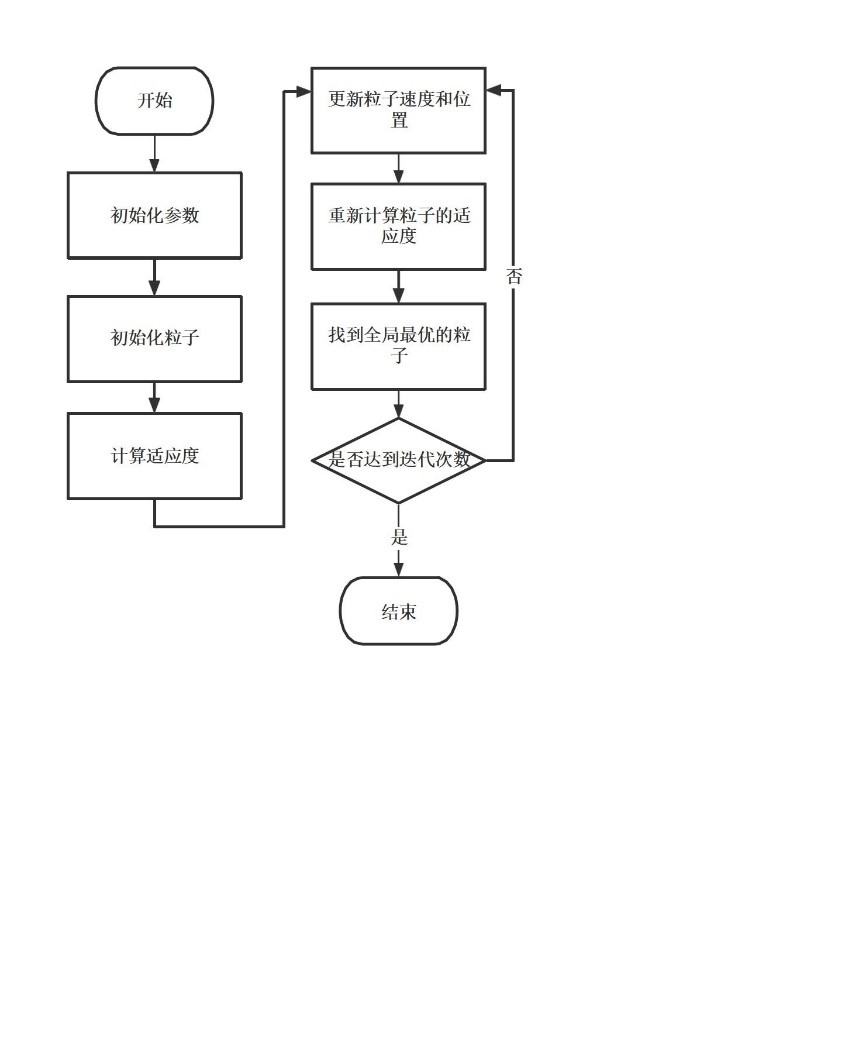 开始
初始化参数
初始化粒子
计算适应度
更新粒子速度和位
置
重新计算粒子的适
应度
找到全局最优的粒
子
是否达到迭代次数
否
是
结束